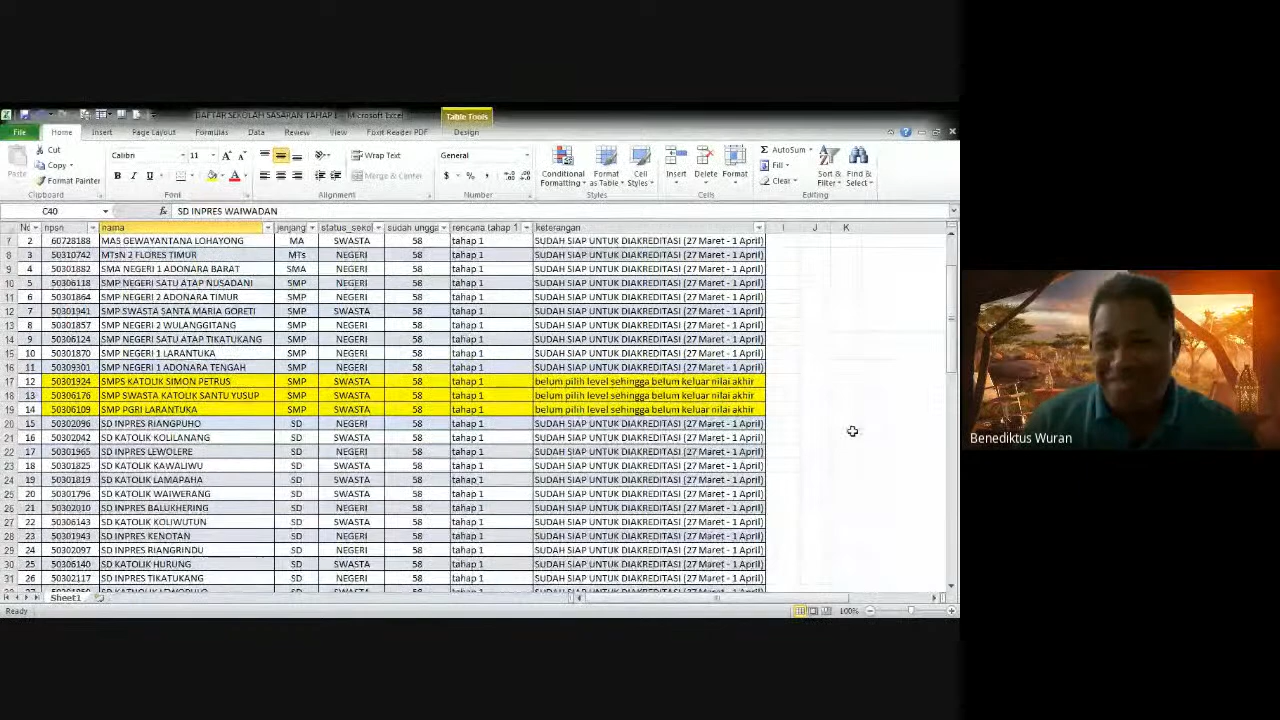 DAFTAR SEKOLAH SASARAN TAHAP I - Microsoft Excel Table Tools
File Home Insert Page Layout Formulas Data Review View Foxit Reader PDF Design
Cut Calibri 11 Wrap Text General AutoSum
Copy Fill
Paste Format Painter Merge & Center Conditional Formatting Format as Table Cell Styles Insert Delete Format Clear Sort & Filter Find & Select
Clipboard Font Alignment Number Styles Cells Editing
C40 fx SD INPRES WAIWADAN
No npsn nama jenjang status_sekol sudah ungga rencana tahap 1 keterangan I J K
7 2 60728188 MAS GEWAYANTANA LOHAYONG MA SWASTA 58 tahap 1 SUDAH SIAP UNTUK DIAKREDITASI (27 Maret - 1 April)
8 3 50310742 MTsN 2 FLORES TIMUR MTs NEGERI 58 tahap 1 SUDAH SIAP UNTUK DIAKREDITASI (27 Maret - 1 April)
9 4 50301882 SMA NEGERI 1 ADONARA BARAT SMA NEGERI 58 tahap 1 SUDAH SIAP UNTUK DIAKREDITASI (27 Maret - 1 April)
10 5 50306118 SMP NEGERI SATU ATAP NUSADANI SMP NEGERI 58 tahap 1 SUDAH SIAP UNTUK DIAKREDITASI (27 Maret - 1 April)
11 6 50301864 SMP NEGERI 2 ADONARA TIMUR SMP NEGERI 58 tahap 1 SUDAH SIAP UNTUK DIAKREDITASI (27 Maret - 1 April)
12 7 50301941 SMP SWASTA SANTA MARIA GORETI SMP SWASTA 58 tahap 1 SUDAH SIAP UNTUK DIAKREDITASI (27 Maret - 1 April)
13 8 50301857 SMP NEGERI 2 WULANGGITANG SMP NEGERI 58 tahap 1 SUDAH SIAP UNTUK DIAKREDITASI (27 Maret - 1 April)
14 9 50306124 SMP NEGERI SATU ATAP TIKATUKANG SMP NEGERI 58 tahap 1 SUDAH SIAP UNTUK DIAKREDITASI (27 Maret - 1 April)
15 10 50301870 SMP NEGERI 1 LARANTUKA SMP NEGERI 58 tahap 1 SUDAH SIAP UNTUK DIAKREDITASI (27 Maret - 1 April)
16 11 50309301 SMP NEGERI 1 ADONARA TENGAH SMP NEGERI 58 tahap 1 SUDAH SIAP UNTUK DIAKREDITASI (27 Maret - 1 April)
17 12 50301924 SMPS KATOLIK SIMON PETRUS SMP SWASTA 58 tahap 1 belum pilih level sehingga belum keluar nilai akhir
18 13 50306176 SMP SWASTA KATOLIK SANTU YUSUP SMP SWASTA 58 tahap 1 belum pilih level sehingga belum keluar nilai akhir
19 14 50306109 SMP PGRI LARANTUKA SMP SWASTA 58 tahap 1 belum pilih level sehingga belum keluar nilai akhir
20 15 50302096 SD INPRES RIANGPUHO SD NEGERI 58 tahap 1 SUDAH SIAP UNTUK DIAKREDITASI (27 Maret - 1 April)
21 16 50302042 SD KATOLIK KOLILANANG SD SWASTA 58 tahap 1 SUDAH SIAP UNTUK DIAKREDITASI (27 Maret - 1 April)
22 17 50301965 SD INPRES LEWOLERE SD NEGERI 58 tahap 1 SUDAH SIAP UNTUK DIAKREDITASI (27 Maret - 1 April)
23 18 50301825 SD KATOLIK KAWALIWU SD SWASTA 58 tahap 1 SUDAH SIAP UNTUK DIAKREDITASI (27 Maret - 1 April)
24 19 50301819 SD KATOLIK LAMAPAHA SD SWASTA 58 tahap 1 SUDAH SIAP UNTUK DIAKREDITASI (27 Maret - 1 April)
25 20 50301796 SD KATOLIK WAIWERANG SD SWASTA 58 tahap 1 SUDAH SIAP UNTUK DIAKREDITASI (27 Maret - 1 April)
26 21 50302010 SD INPRES BALUKHERING SD NEGERI 58 tahap 1 SUDAH SIAP UNTUK DIAKREDITASI (27 Maret - 1 April)
27 22 50306143 SD KATOLIK KOLIWUTUN SD SWASTA 58 tahap 1 SUDAH SIAP UNTUK DIAKREDITASI (27 Maret - 1 April)
28 23 50301943 SD INPRES KENOTAN SD NEGERI 58 tahap 1 SUDAH SIAP UNTUK DIAKREDITASI (27 Maret - 1 April)
29 24 50302097 SD INPRES RIANGRINDU SD NEGERI 58 tahap 1 SUDAH SIAP UNTUK DIAKREDITASI (27 Maret - 1 April)
30 25 50306140 SD KATOLIK HURUNG SD SWASTA 58 tahap 1 SUDAH SIAP UNTUK DIAKREDITASI (27 Maret - 1 April)
31 26 50302117 SD INPRES TIKATUKANG SD NEGERI 58 tahap 1 SUDAH SIAP UNTUK DIAKREDITASI (27 Maret - 1 April)
Sheet1
Ready 100%
Benediktus Wuran